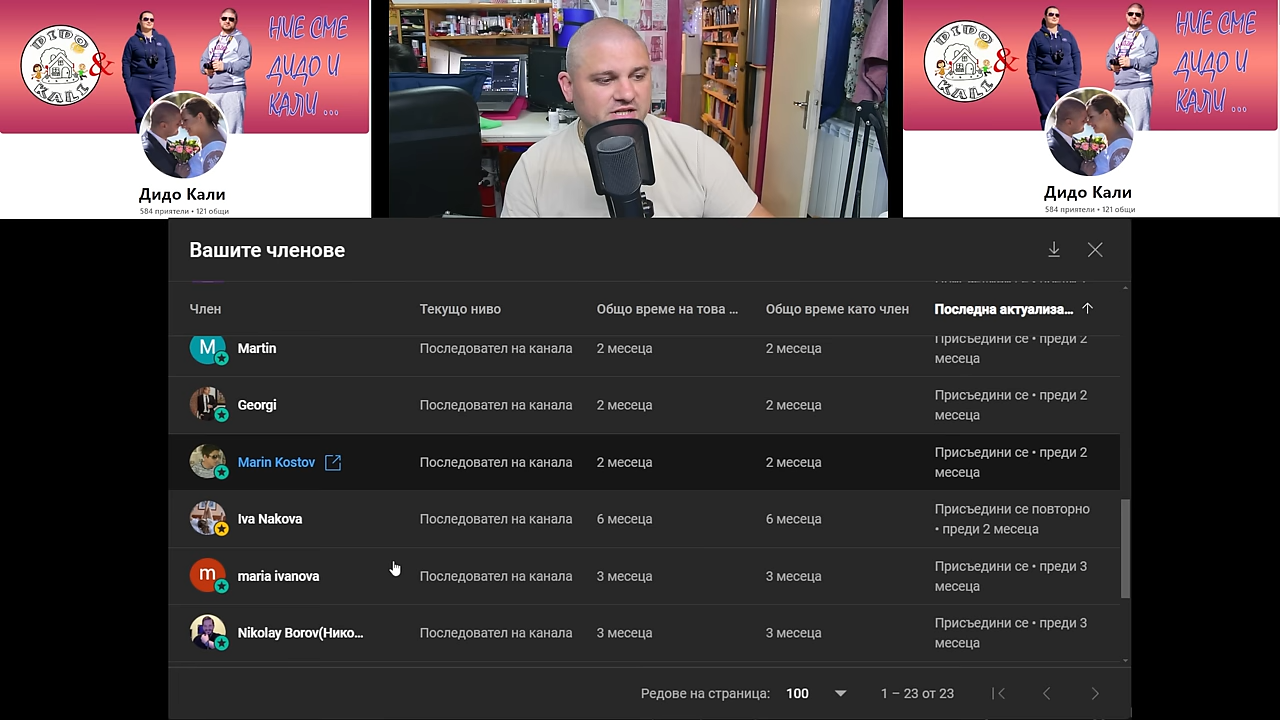 DIDO
&
KALI
НИЕ СМЕ
ДИДО И
КАЛИ ...
Дидо Кали
584 приятели • 121 общи
DIDO
&
KALI
НИЕ СМЕ
ДИДО И
КАЛИ ...
Дидо Кали
584 приятели • 121 общи
Вашите членове
Член Текущо ниво Общо време на това ... Общо време като член Последна актуализа...
M Martin Последовател на канала 2 месеца 2 месеца Присъедини се • преди 2
месеца
Georgi Последовател на канала 2 месеца 2 месеца Присъедини се • преди 2
месеца
Marin Kostov Последовател на канала 2 месеца 2 месеца Присъедини се • преди 2
месеца
Iva Nakova Последовател на канала 6 месеца 6 месеца Присъедини се повторно
• преди 2 месеца
m maria ivanova Последовател на канала 3 месеца 3 месеца Присъедини се • преди 3
месеца
Nikolay Borov(Нико... Последовател на канала 3 месеца 3 месеца Присъедини се • преди 3
месеца
Редове на страница: 100 1 – 23 от 23